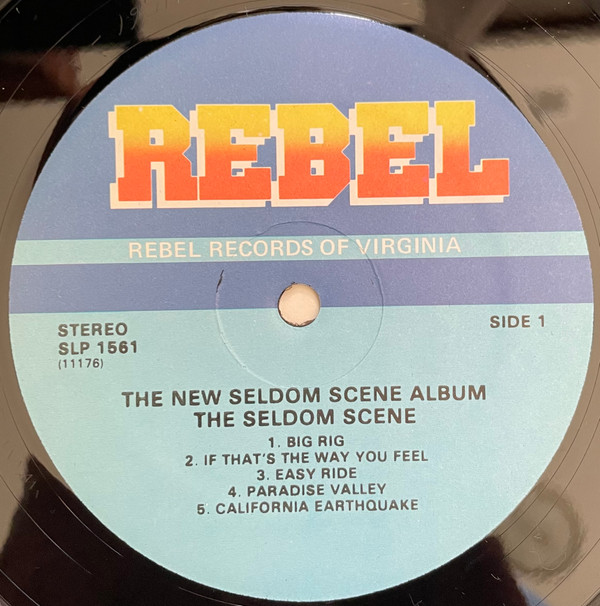 REBEL
REBEL RECORDS OF VIRGINIA
STEREO
SLP 1561
(11176)
SIDE 1
THE NEW SELDOM SCENE ALBUM
THE SELDOM SCENE
1. BIG RIG
2. IF THAT'S THE WAY YOU FEEL
3. EASY RIDE
4. PARADISE VALLEY
5. CALIFORNIA EARTHQUAKE